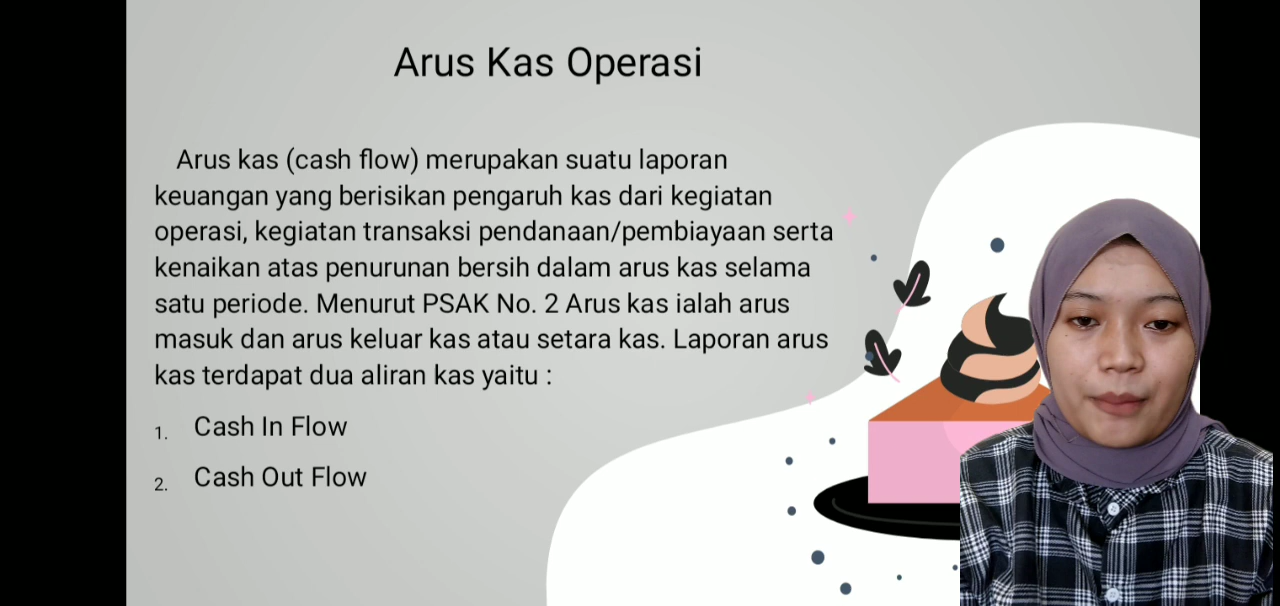 Arus Kas Operasi
Arus kas (cash flow) merupakan suatu laporan
keuangan yang berisikan pengaruh kas dari kegiatan
operasi, kegiatan transaksi pendanaan/pembiayaan serta
kenaikan atas penurunan bersih dalam arus kas selama
satu periode. Menurut PSAK No. 2 Arus kas ialah arus
masuk dan arus keluar kas atau setara kas. Laporan arus
kas terdapat dua aliran kas yaitu :
1. Cash In Flow
2. Cash Out Flow